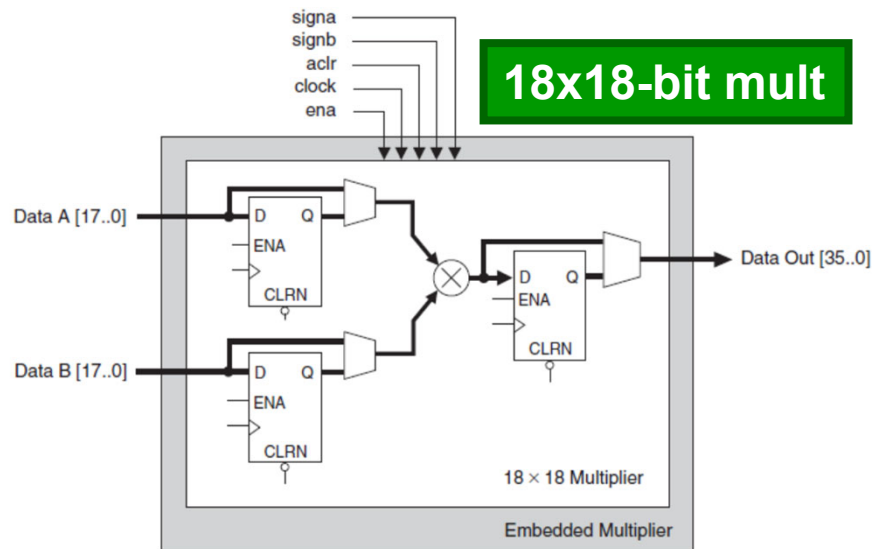 signa
signb
aclr
clock
ena
18x18-bit mult
Data A [17..0]
D Q
ENA
CLRN
Data B [17..0]
D Q
ENA
CLRN
D Q
ENA
CLRN
Data Out [35..0]
18 × 18 Multiplier
Embedded Multiplier